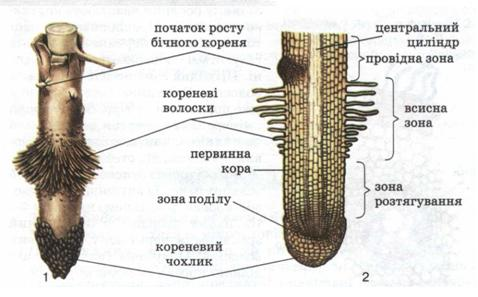 початок росту
бічного кореня
центральний
циліндр
провідна зона
кореневі
волоски
всисна
зона
первинна
кора
зона поділу
зона
розтягування
кореневий
чохлик
1
2